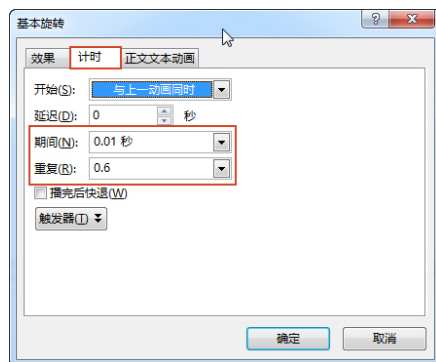 基本旋转
效果 计时 正文文本动画
开始(S): 与上一动画同时
延迟(D): 0 秒
期间(N): 0.01 秒
重复(R): 0.6
播完后快退(W)
触发器(T)
确定 取消